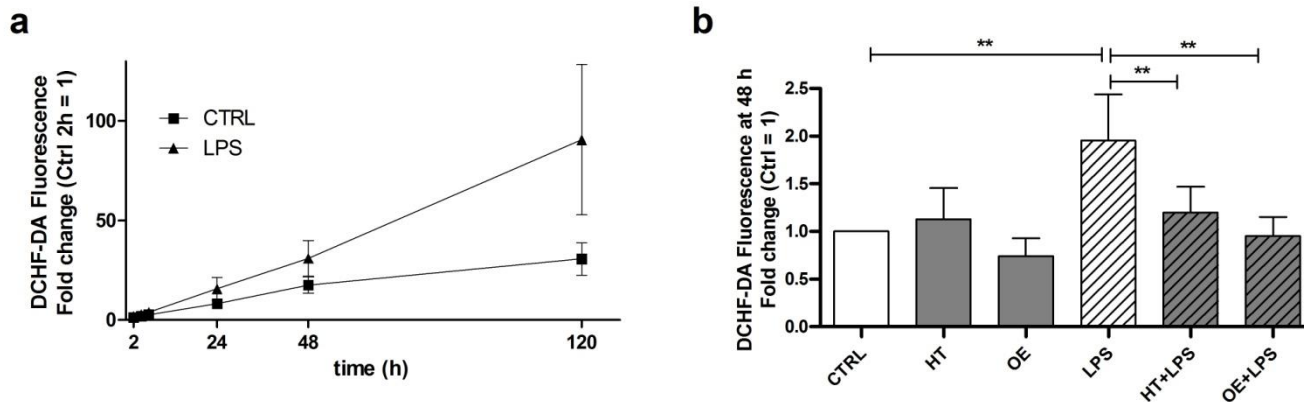 a
DCHF-DA Fluorescence
Fold change (Ctrl 2h = 1)
100
50
0
CTRL
LPS
2
24
48
120
time (h)
b
DCHF-DA Fluorescence at 48 h
Fold change (Ctrl = 1)
2.5
2.0
1.5
1.0
0.5
0.0
**
**
**
CTRL
HT
OE
LPS
HT+LPS
OE+LPS